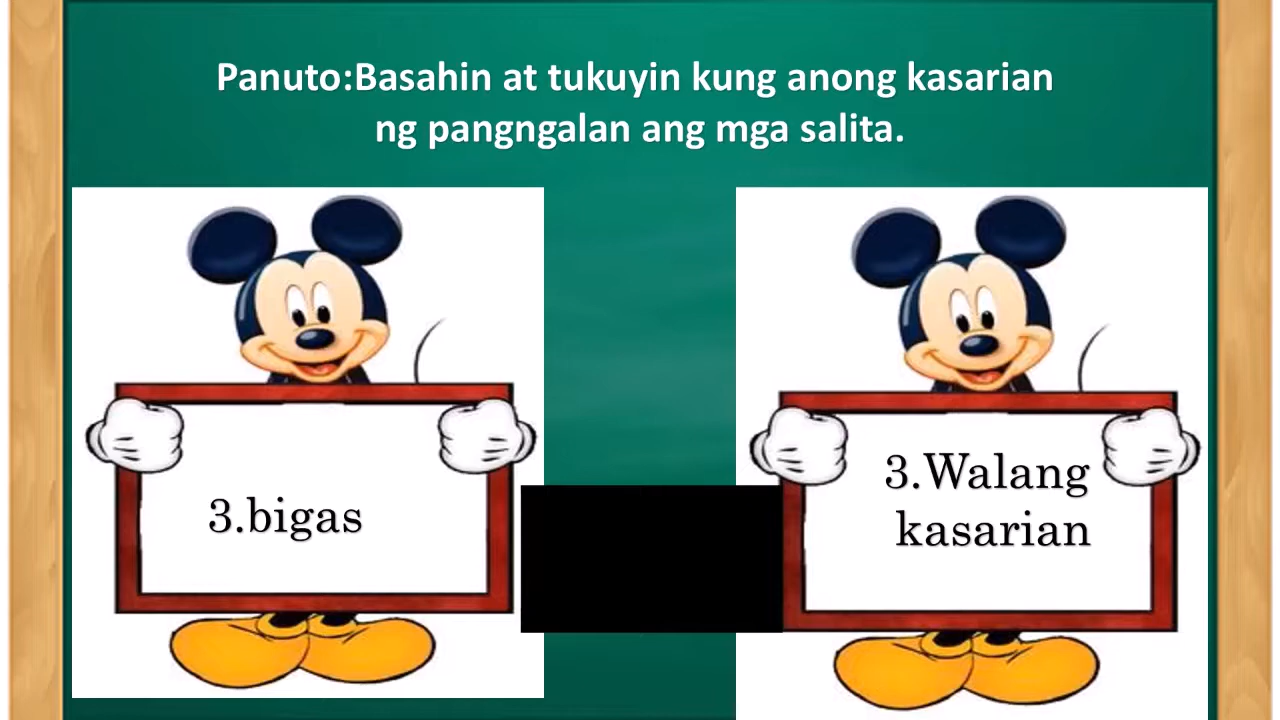 Panuto:Basahin at tukuyin kung anong kasarian
ng pangngalan ang mga salita.
3.bigas
3.Walang
kasarian